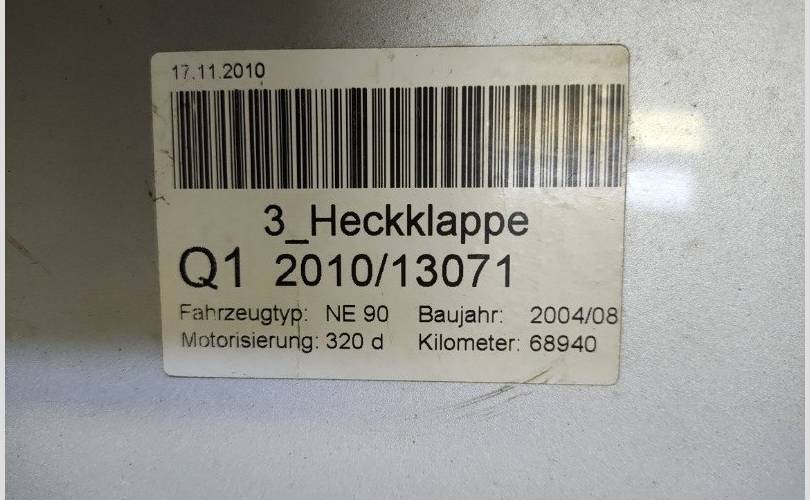 17.11.2010
3_Heckklappe
Q1 2010/13071
Fahrzeugtyp: NE 90 Baujahr: 2004/08
Motorisierung: 320 d Kilometer: 68940